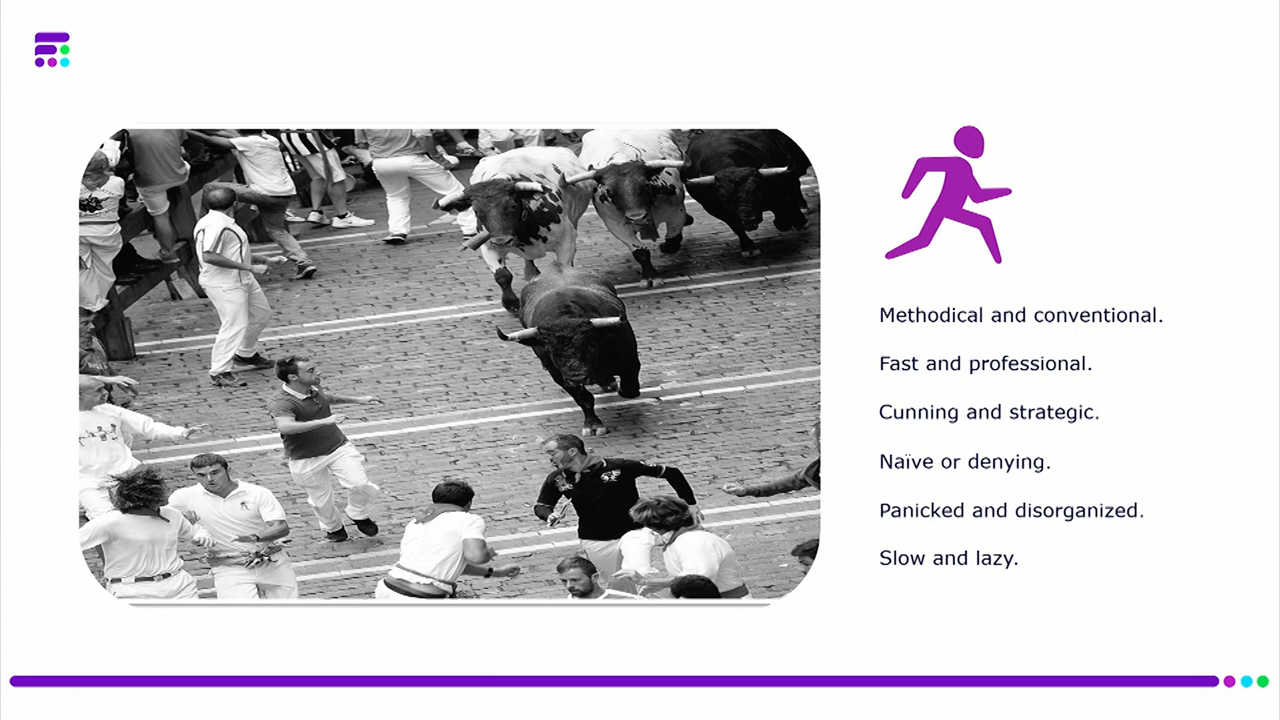 Methodical and conventional.
Fast and professional.
Cunning and strategic.
Naïve or denying.
Panicked and disorganized.
Slow and lazy.